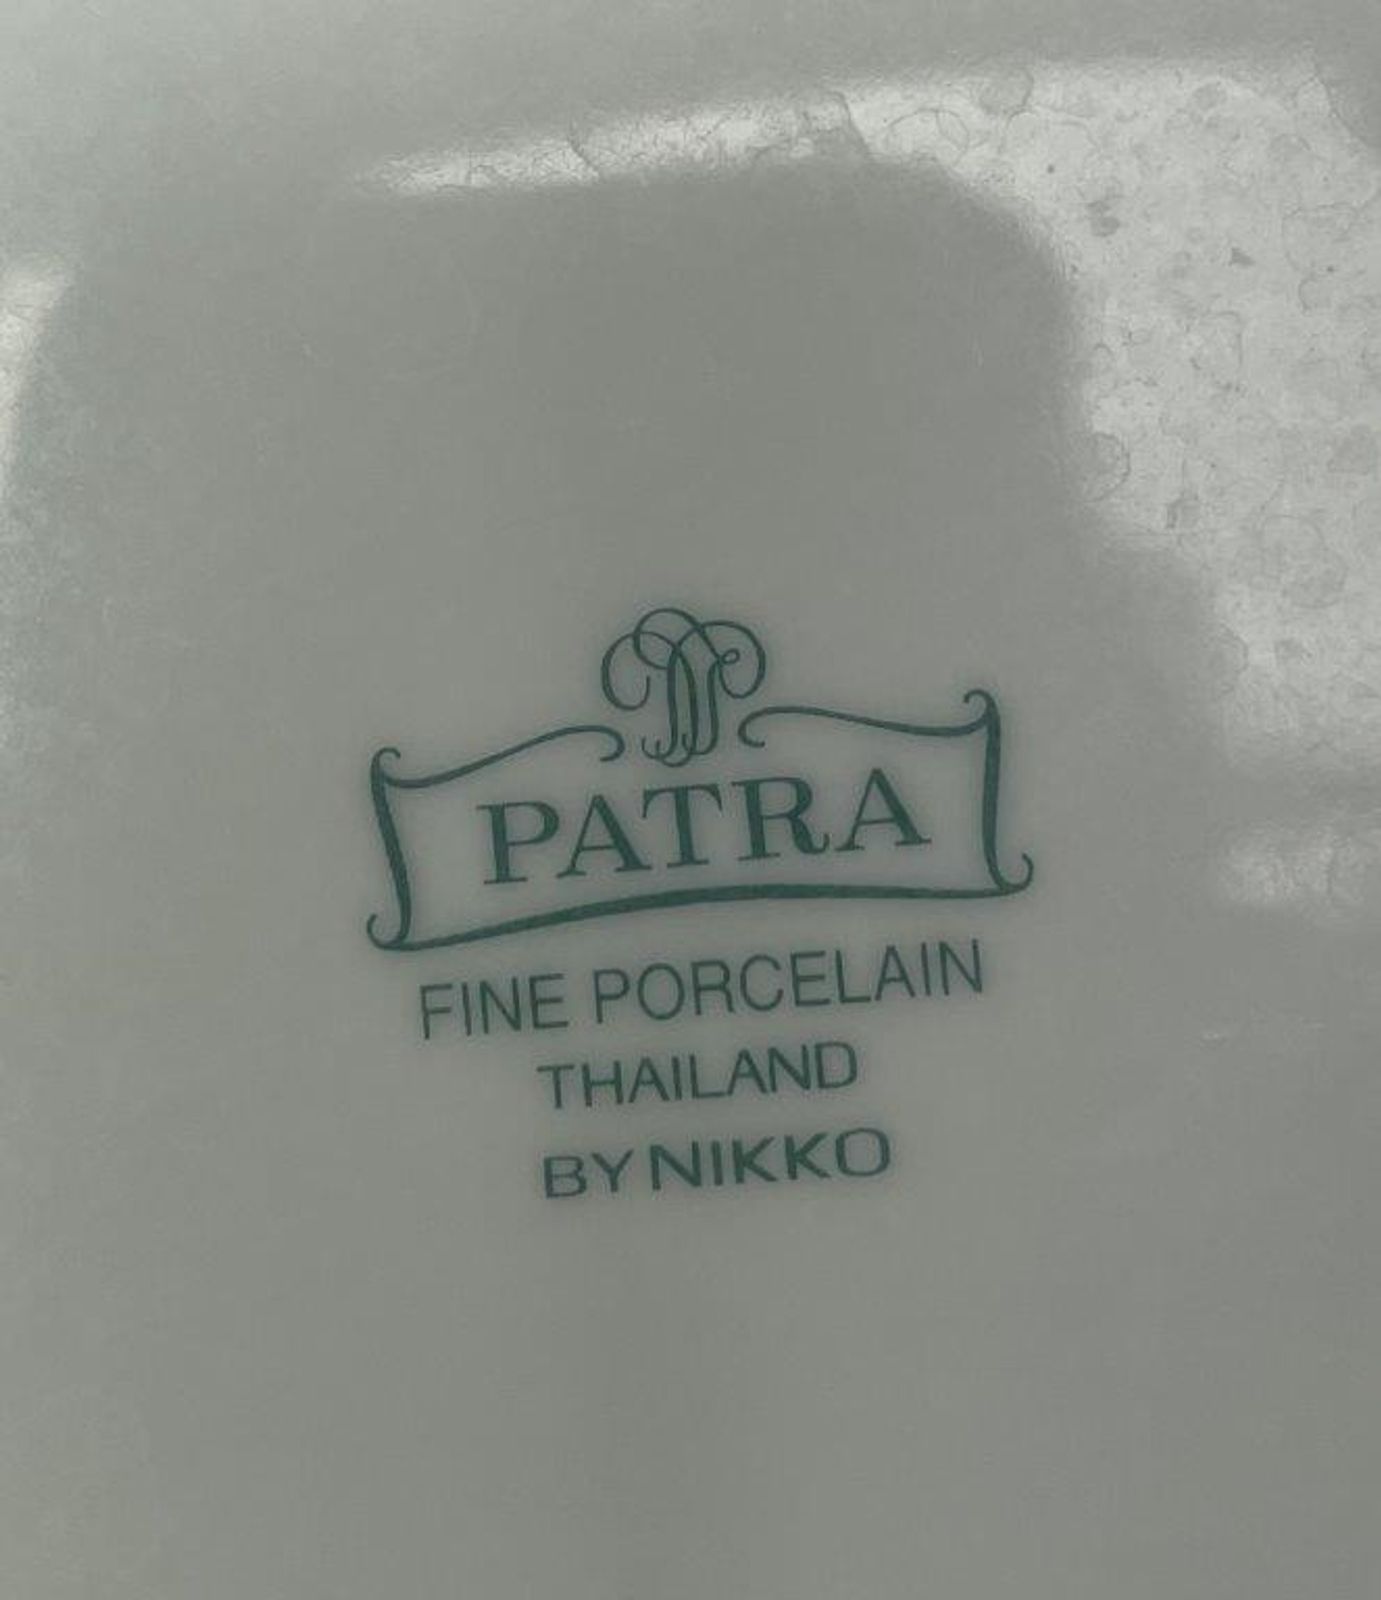 PATRA
FINE PORCELAIN
THAILAND
BY NIKKO